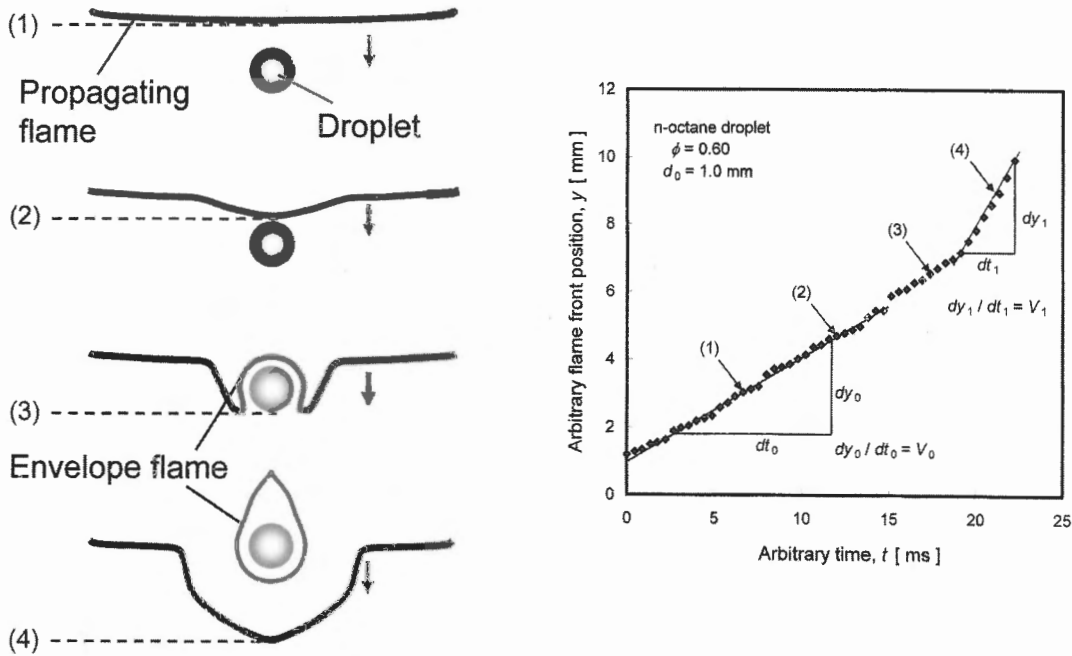 (1)
Propagating
flame
Droplet
(2)
(3)
Envelope flame
(4)
12
10
8
6
4
2
0
Arbitrary flame front position, y [ mm ]
n-octane droplet
ϕ = 0.60
d₀ = 1.0 mm
(4)
dy₁
(3)
dt₁
(2)
dy₁ / dt₁ = V₁
(1)
dy₀
dt₀
dy₀ / dt₀ = V₀
0
5
10
15
20
25
Arbitrary time, t [ ms ]